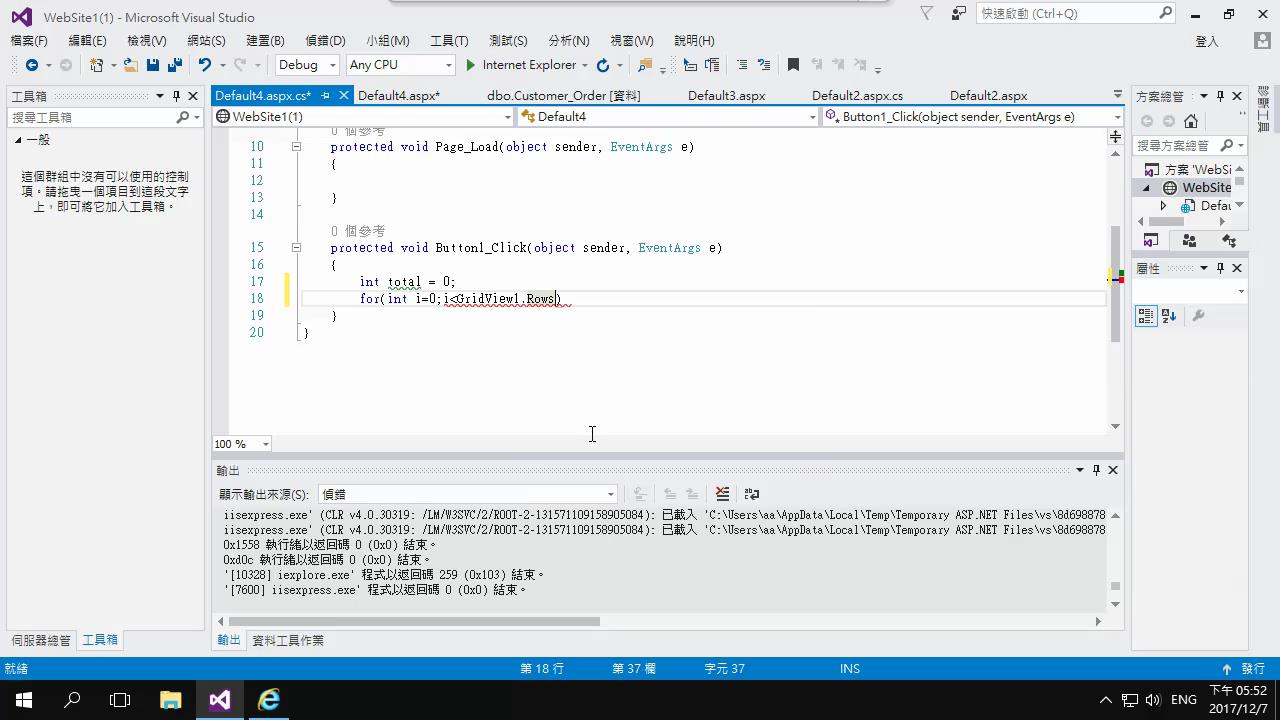 WebSite1(1) - Microsoft Visual Studio
快速啟動 (Ctrl+Q)
檔案(F) 編輯(E) 檢視(V) 網站(S) 建置(B) 偵錯(D) 小組(M) 工具(T) 測試(S) 分析(N) 視窗(W) 說明(H)
登入
Debug Any CPU Internet Explorer
工具箱
Default4.aspx.cs* Default4.aspx* dbo.Customer_Order [資料] Default3.aspx Default2.aspx.cs Default2.aspx
方案總管
搜尋工具箱
WebSite1(1) Default4 Button1_Click(object sender, EventArgs e)
一般
搜尋方案總管
這個群組中沒有可以使用的控制
項。請拖曳一個項目到這段文字
上，即可將它加入工具箱。
方案 'WebSi
WebSite
Defau
屬性
0 個參考
10 protected void Page_Load(object sender, EventArgs e)
11 {
12
13 }
14
0 個參考
15 protected void Button1_Click(object sender, EventArgs e)
16 {
17 int total = 0;
18 for(int i=0;i<GridView1.Rows)
19 }
20 }
100 %
輸出
顯示輸出來源(S): 偵錯
iisexpress.exe' (CLR v4.0.30319: /LM/W3SVC/2/ROOT-2-131571109158905084): 已載入 'C:\Users\aa\AppData\Local\Temp\Temporary ASP.NET Files\vs\8d698878
iisexpress.exe' (CLR v4.0.30319: /LM/W3SVC/2/ROOT-2-131571109158905084): 已載入 'C:\Users\aa\AppData\Local\Temp\Temporary ASP.NET Files\vs\8d698878
0x1558 執行緒以返回碼 0 (0x0) 結束。
0xd0c 執行緒以返回碼 0 (0x0) 結束。
'[10328] iexplore.exe' 程式以返回碼 259 (0x103) 結束。
'[7600] iisexpress.exe' 程式以返回碼 0 (0x0) 結束。
伺服器總管 工具箱
輸出 資料工具作業
就緒 第 18 行 第 37 欄 字元 37 INS 發行
ENG
下午 05:52
2017/12/7